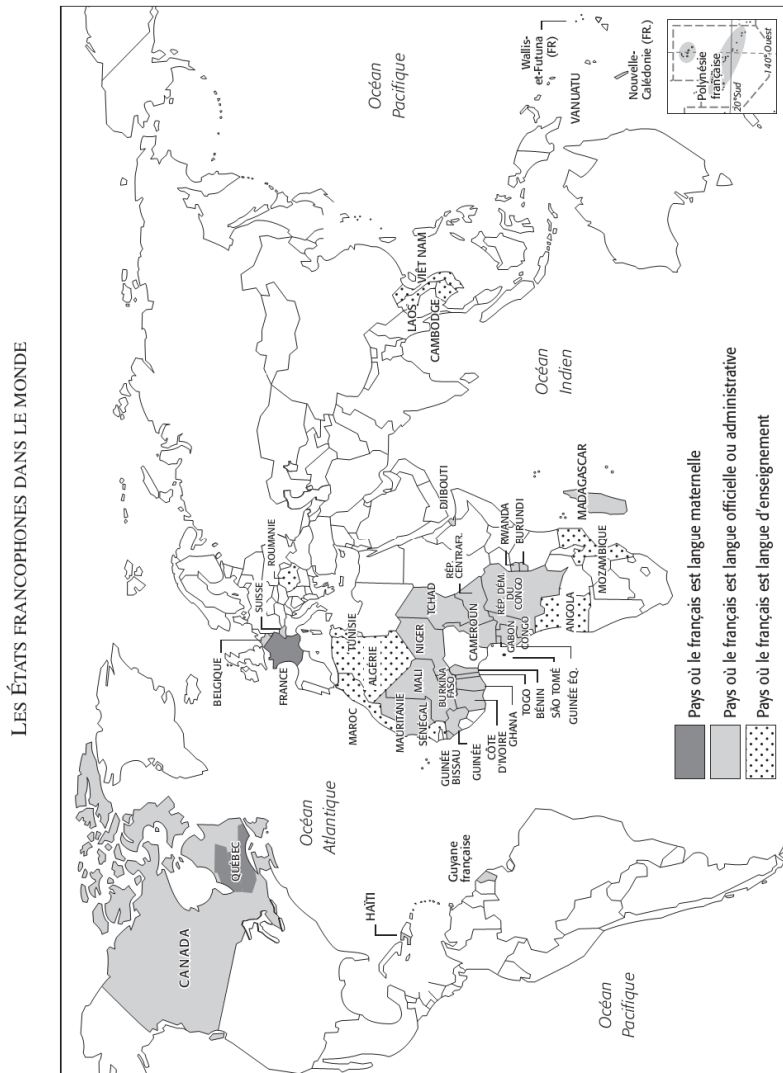 LES ÉTATS FRANCOPHONES DANS LE MONDE
CANADA
QUÉBEC
Océan
Atlantique
HAÏTI
Guyane
française
Océan
Pacifique
BELGIQUE
SUISSE
ROUMANIE
FRANCE
MAROC
TUNISIE
ALGÉRIE
MAURITANIE
MALI
NIGER
TCHAD
SÉNÉGAL
BURKINA
FASO
GUINÉE
BISSAU
GUINÉE
CÔTE
D'IVOIRE
GHANA
TOGO
BÉNIN
SÃO TOMÉ
GUINÉE ÉQ.
CAMEROUN
RÉP.
CENTRAFR.
GABON
CONGO
RÉP. DÉM.
DU
CONGO
RWANDA
BURUNDI
DJIBOUTI
ANGOLA
MOZAMBIQUE
MADAGASCAR
Océan
Indien
LAOS
VIÊT NAM
CAMBODGE
Océan
Pacifique
Wallis-
et-Futuna
(FR)
VANUATU
Nouvelle-
Calédonie (FR.)
Polynésie
française
20°Sud
140° Ouest
Pays où le français est langue maternelle
Pays où le français est langue officielle ou administrative
Pays où le français est langue d'enseignement